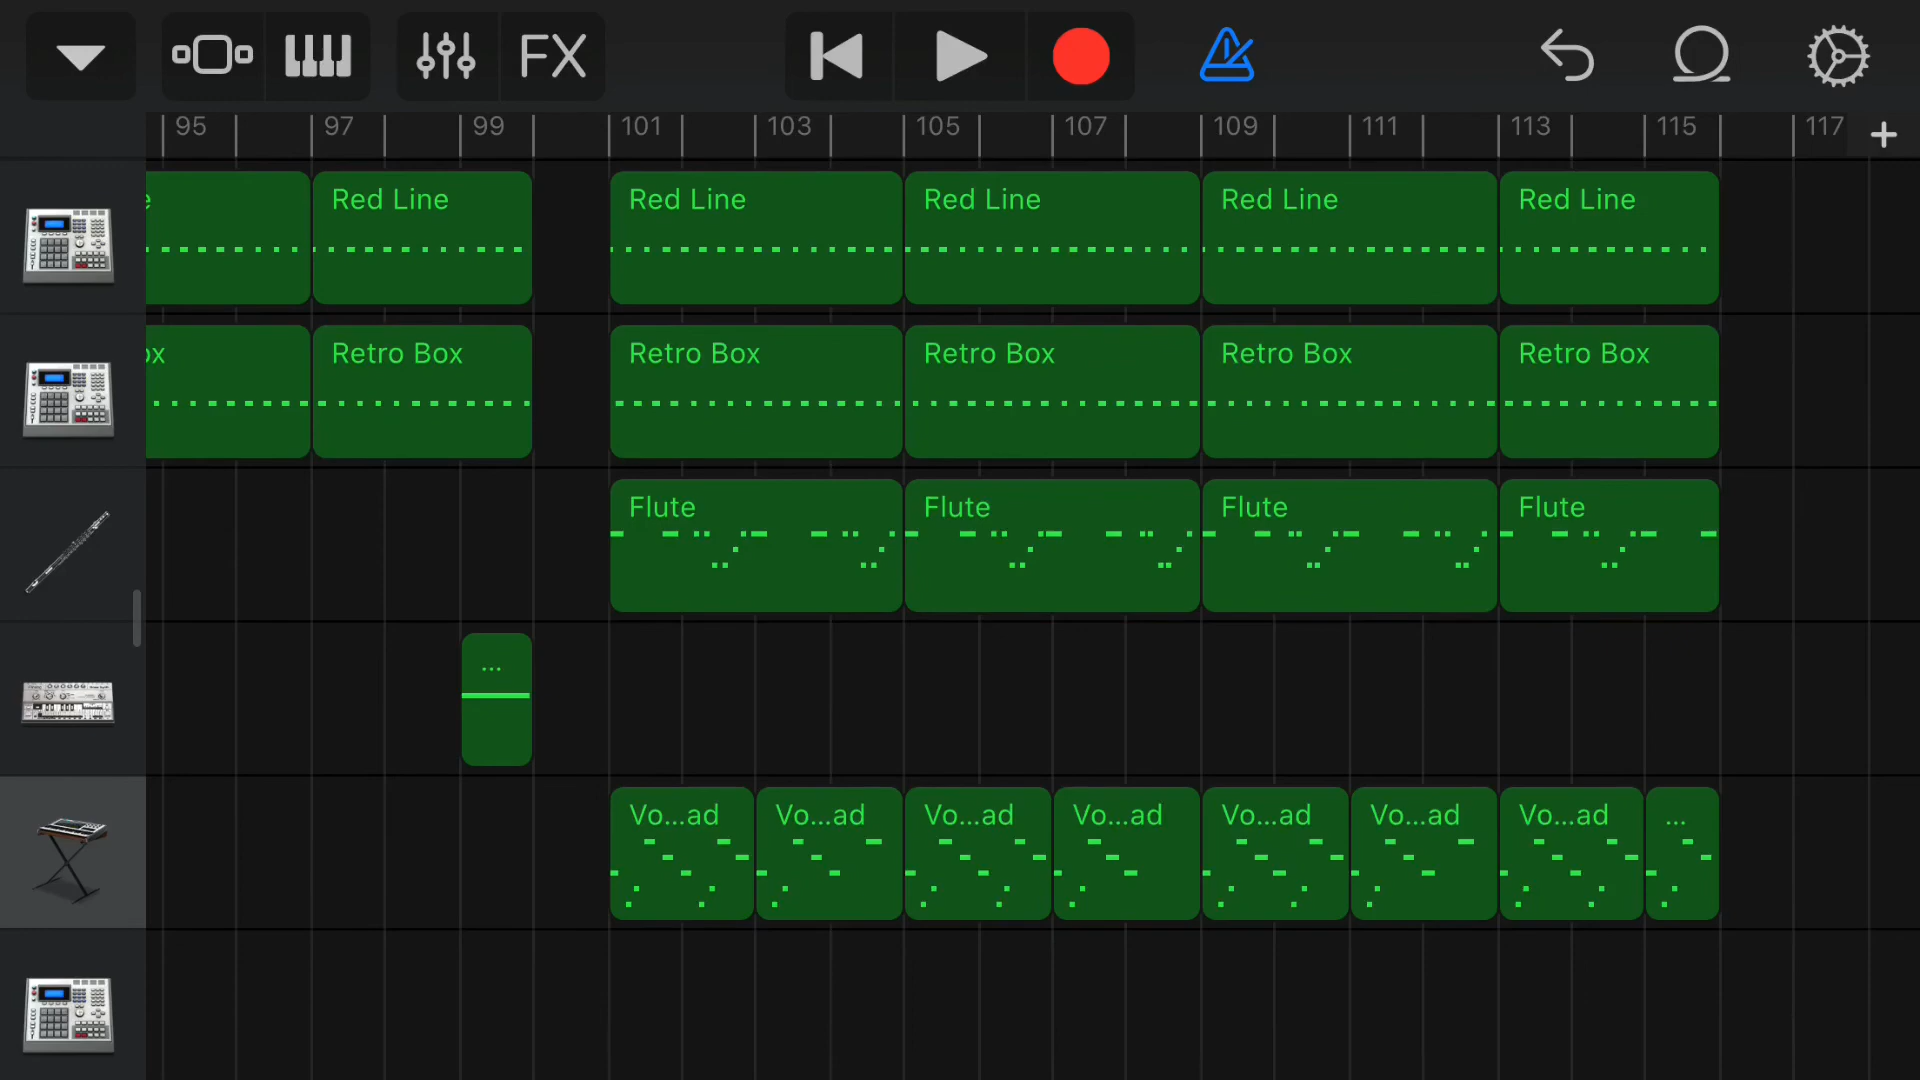 FX
95 97 99 101 103 105 107 109 111 113 115 117 +
e Red Line Red Line Red Line Red Line Red Line
ox Retro Box Retro Box Retro Box Retro Box Retro Box
Flute Flute Flute Flute
...
Vo...ad Vo...ad Vo...ad Vo...ad Vo...ad Vo...ad Vo...ad ...